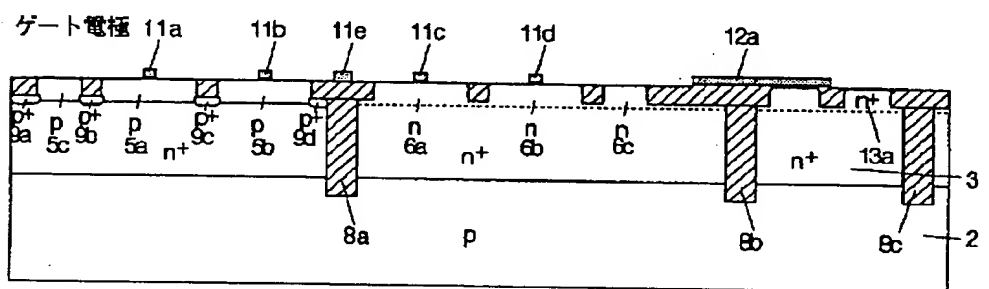 ゲート電極 11a 11b 11e 11c 11d 12a
p+ p p+ p p+ p p+ n n n n+
9a 5c 9b 5a 9c 5b 9d 6a 6b 6c 13a
n+ n+ n+ 3
8a p 8b 8c 2